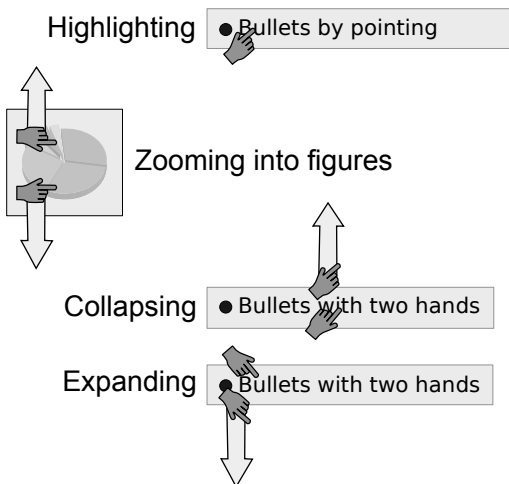 Highlighting ● Bullets by pointing
Zooming into figures
Collapsing ● Bullets with two hands
Expanding ● Bullets with two hands